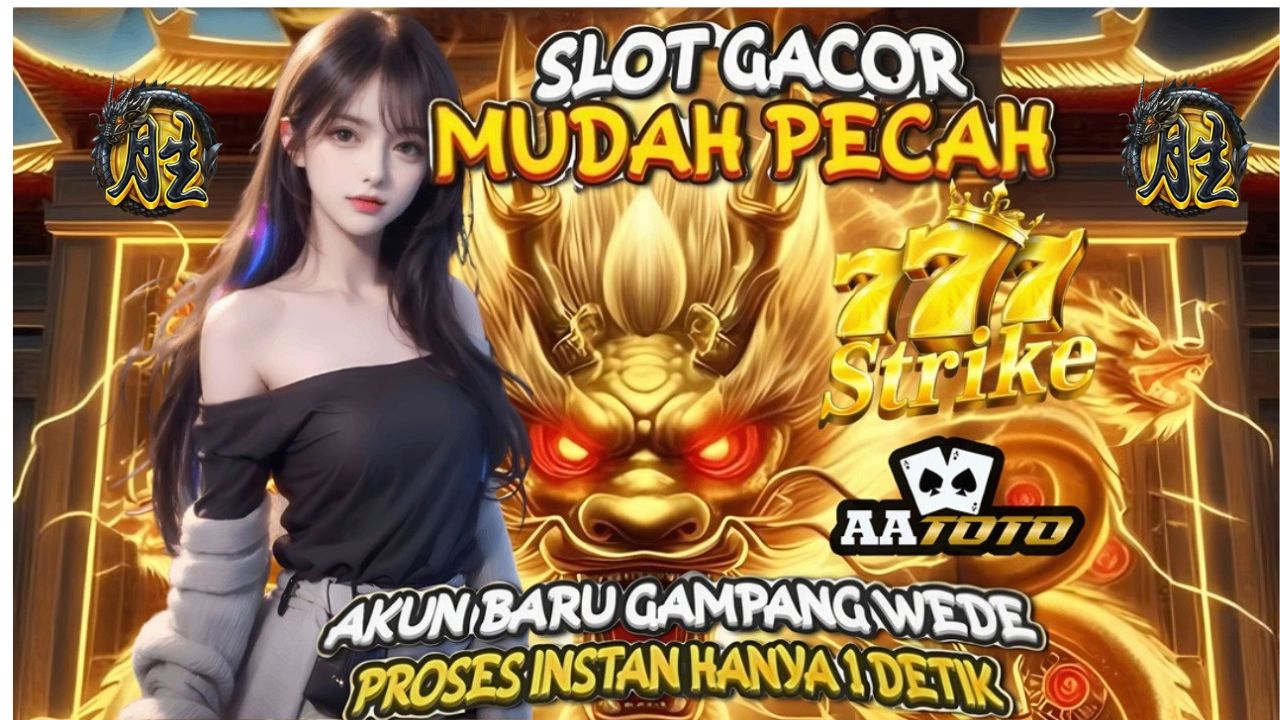 SLOT GACOR
MUDAH PECAH
胜
胜
777
Strike
AATOTO
AKUN BARU GAMPANG WEDE
PROSES INSTAN HANYA 1 DETIK